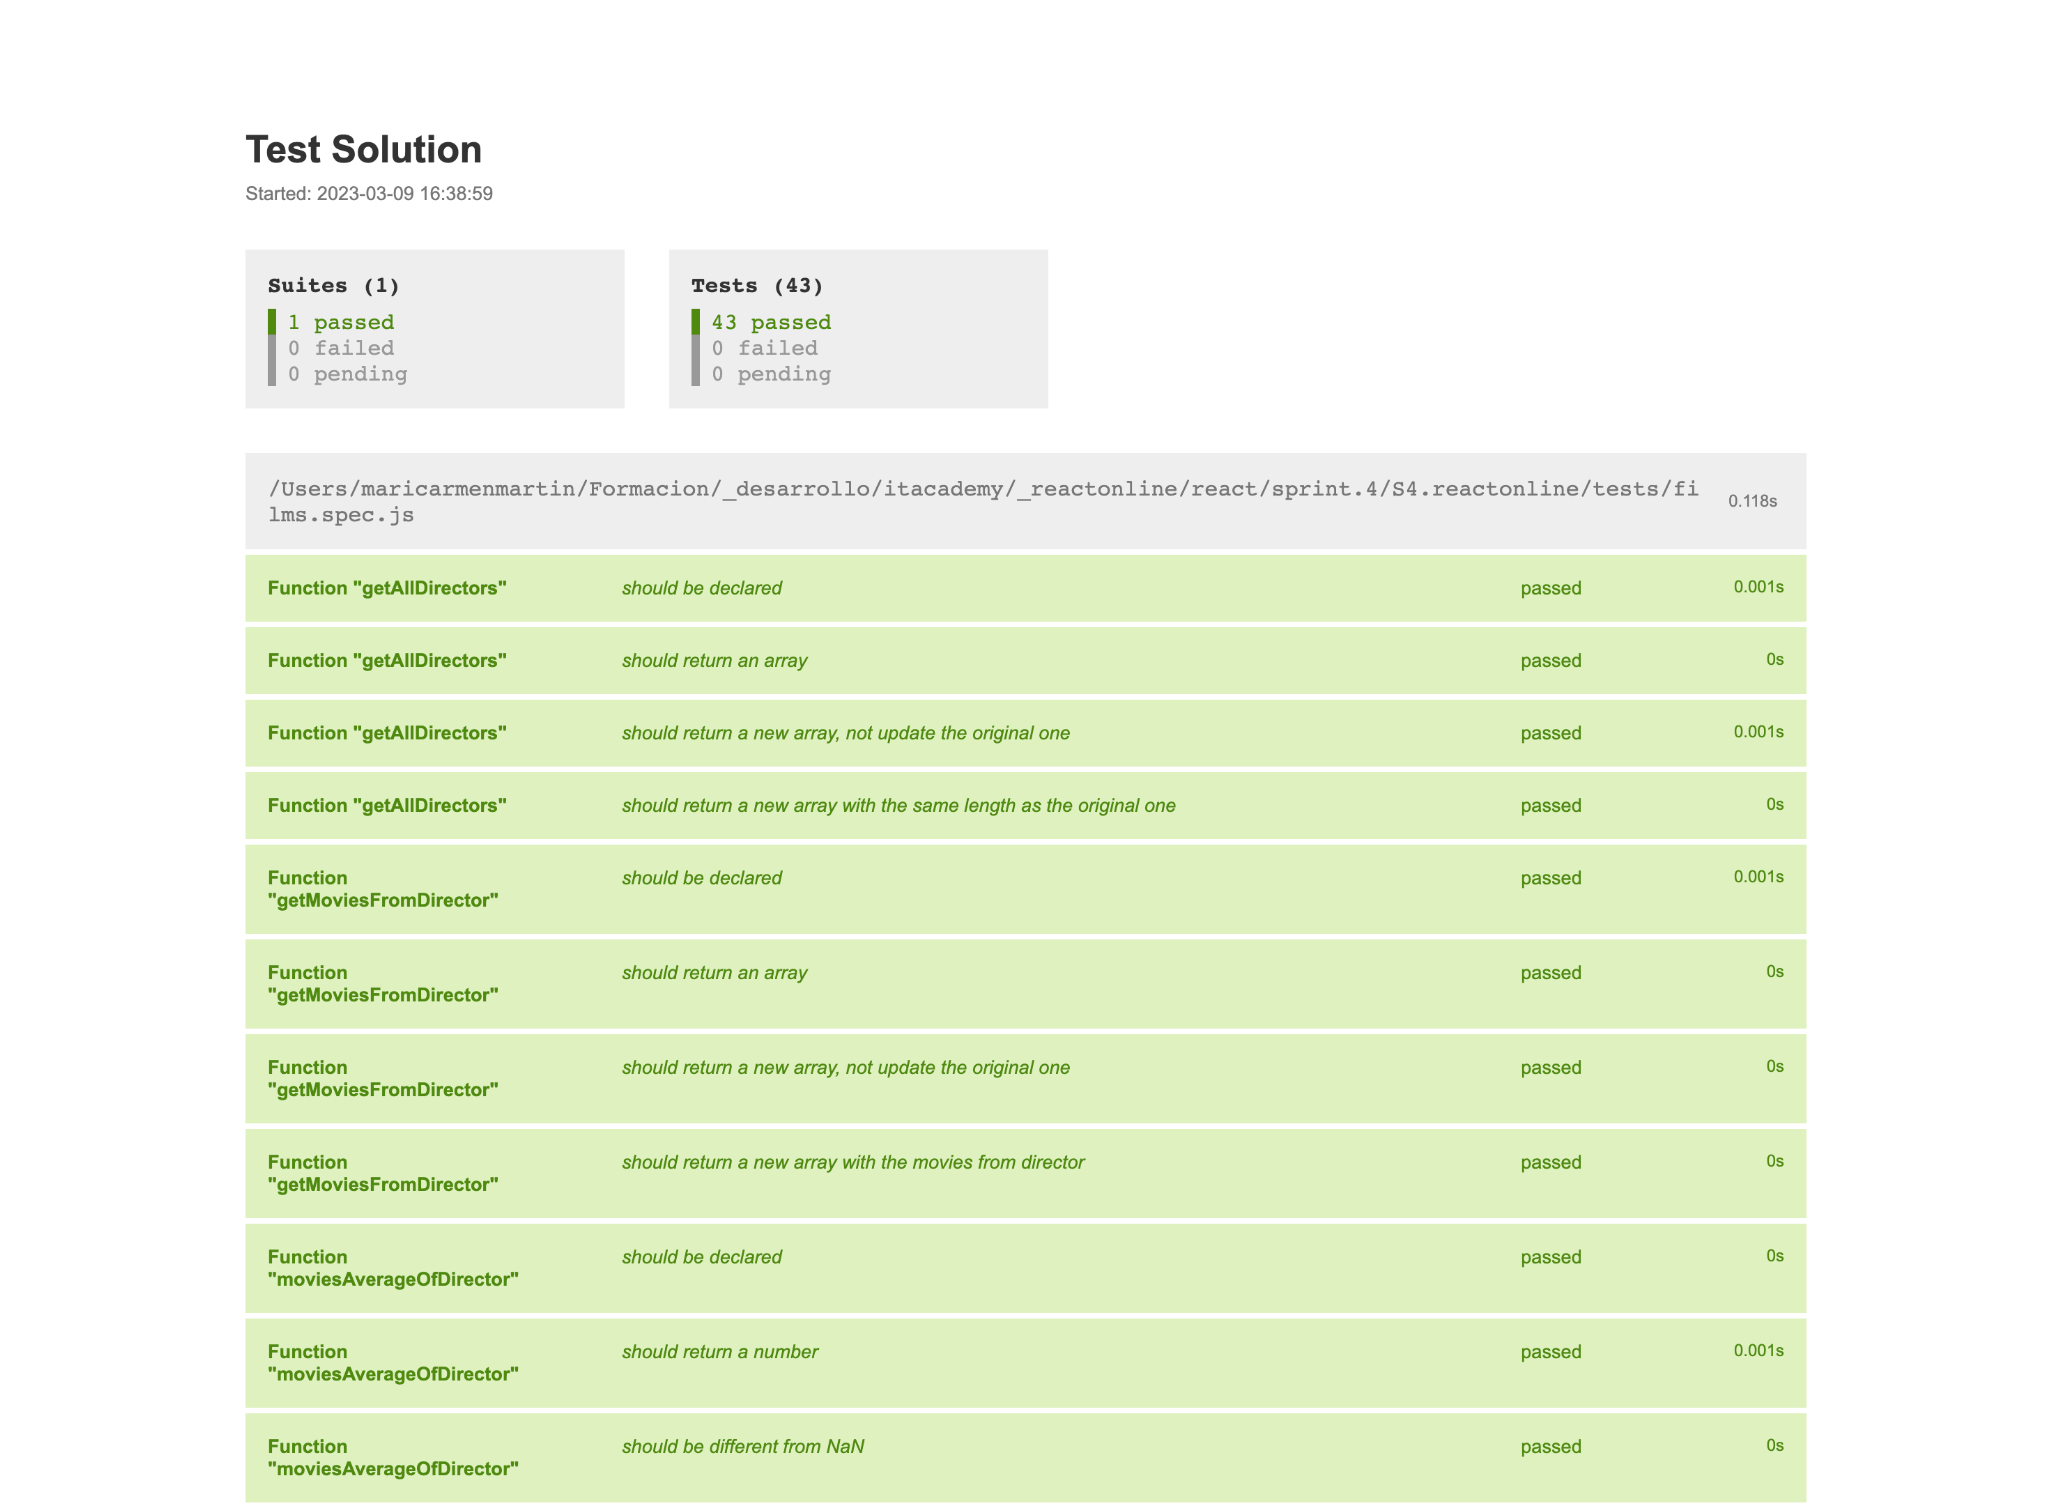 Test Solution
Started: 2023-03-09 16:38:59
Suites (1)
1 passed
0 failed
0 pending
Tests (43)
43 passed
0 failed
0 pending
/Users/maricarmenmartin/Formacion/_desarrollo/itacademy/_reactonline/react/sprint.4/S4.reactonline/tests/fi
lms.spec.js
0.118s
Function "getAllDirectors" should be declared passed 0.001s
Function "getAllDirectors" should return an array passed 0s
Function "getAllDirectors" should return a new array, not update the original one passed 0.001s
Function "getAllDirectors" should return a new array with the same length as the original one passed 0s
Function should be declared passed 0.001s
"getMoviesFromDirector"
Function should return an array passed 0s
"getMoviesFromDirector"
Function should return a new array, not update the original one passed 0s
"getMoviesFromDirector"
Function should return a new array with the movies from director passed 0s
"getMoviesFromDirector"
Function should be declared passed 0s
"moviesAverageOfDirector"
Function should return a number passed 0.001s
"moviesAverageOfDirector"
Function should be different from NaN passed 0s
"moviesAverageOfDirector"